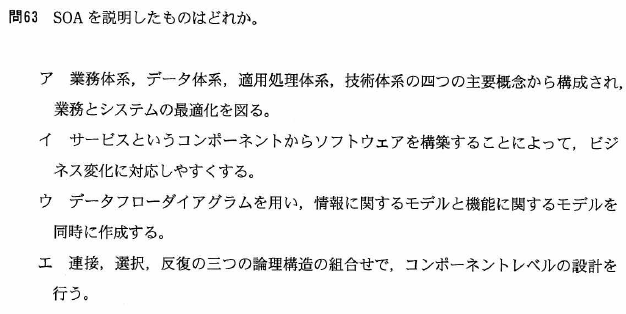 問63 SOA を説明したものはどれか。
ア 業務体系，データ体系，適用処理体系，技術体系の四つの主要概念から構成され，
業務とシステムの最適化を図る。
イ サービスというコンポーネントからソフトウェアを構築することによって，ビジ
ネス変化に対応しやすくする。
ウ データフローダイアグラムを用い，情報に関するモデルと機能に関するモデルを
同時に作成する。
エ 連接，選択，反復の三つの論理構造の組合せで，コンポーネントレベルの設計を
行う。